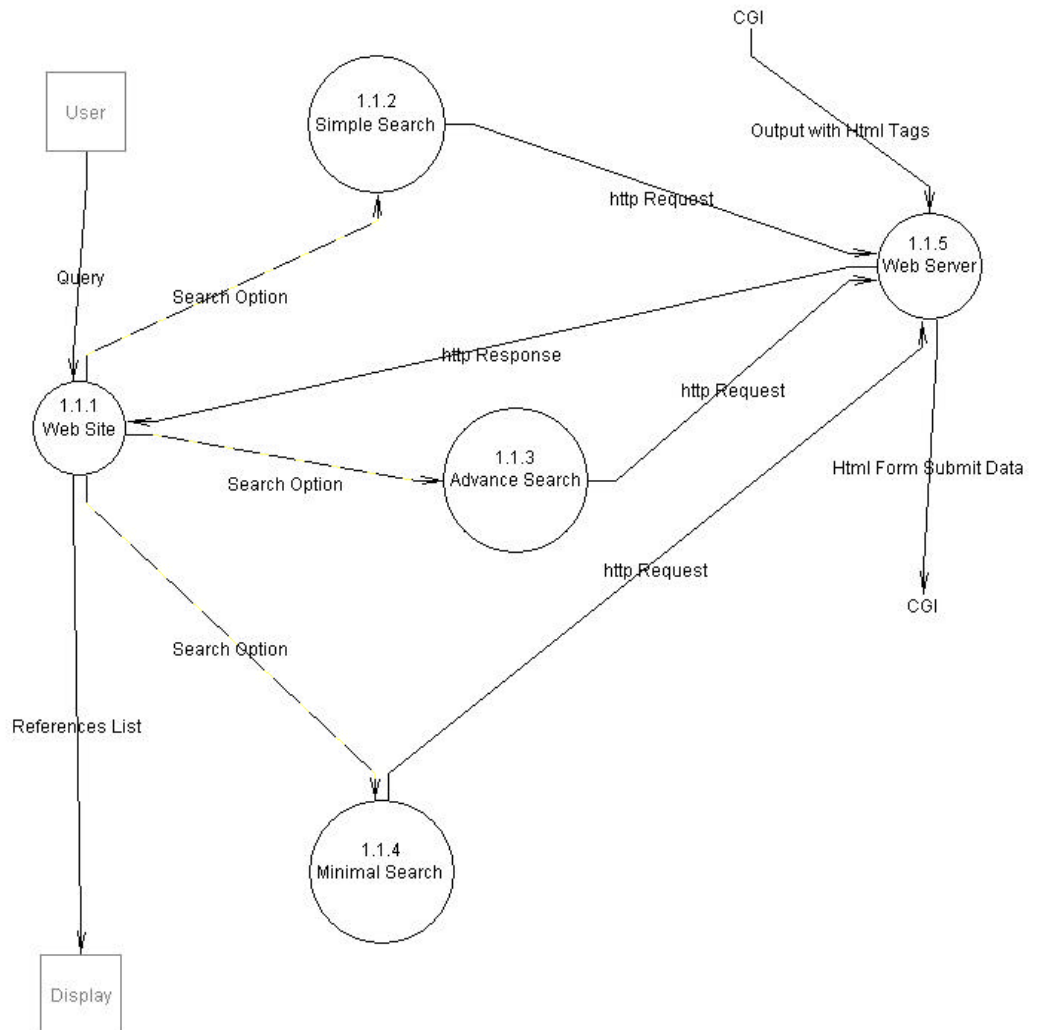 CGI
User
1.1.2
Simple Search
Output with Html Tags
http Request
1.1.5
Web Server
Query
Search Option
http Response
http Request
1.1.1
Web Site
1.1.3
Advance Search
Search Option
Html Form Submit Data
http Request
CGI
Search Option
References List
1.1.4
Minimal Search
Display